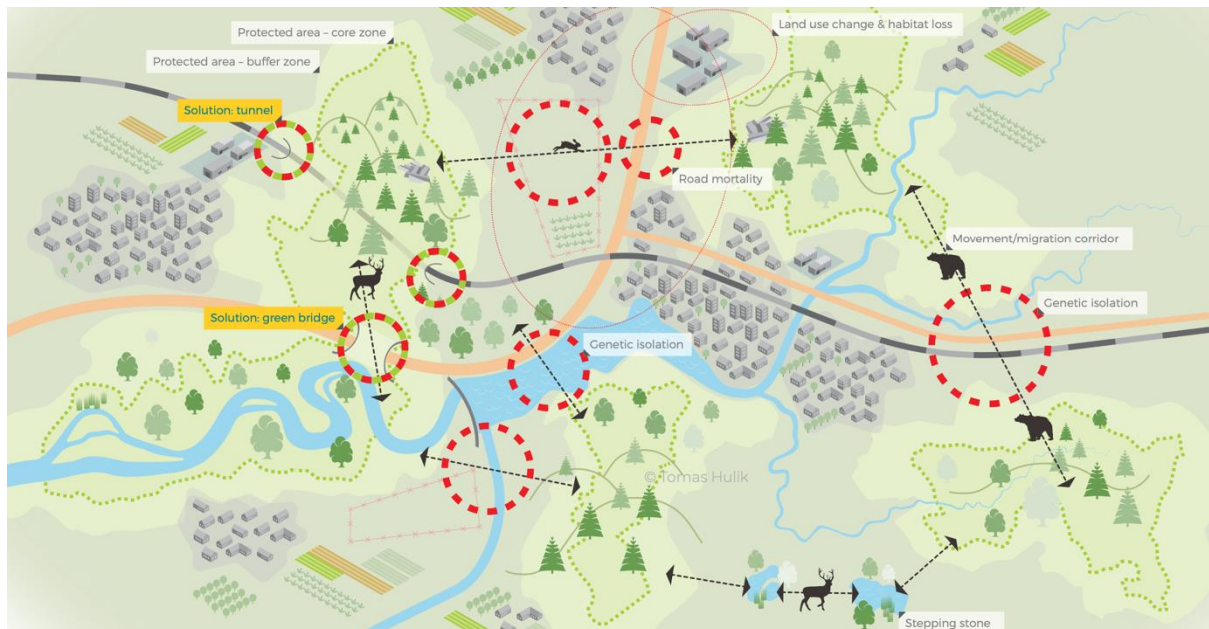 Land use change & habitat loss
Protected area – core zone
Protected area – buffer zone
Solution: tunnel
Road mortality
Movement/migration corridor
Genetic isolation
Solution: green bridge
Genetic isolation
© Tomas Hulik
Stepping stone